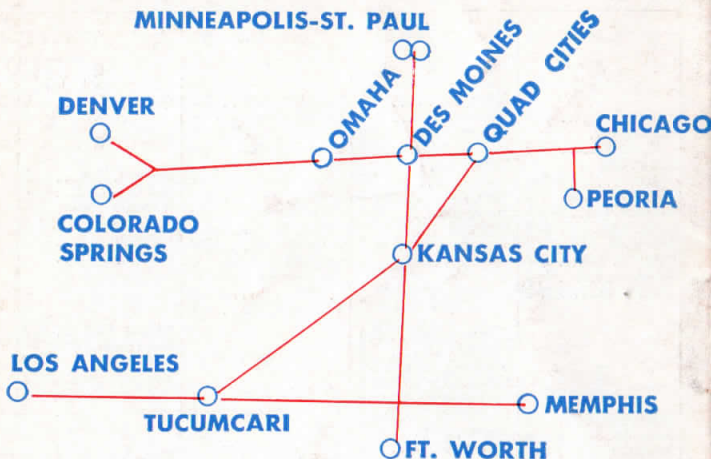 MINNEAPOLIS-ST. PAUL
DENVER
OMAHA
DES MOINES
QUAD CITIES
CHICAGO
COLORADO
SPRINGS
PEORIA
KANSAS CITY
LOS ANGELES
TUCUMCARI
MEMPHIS
FT. WORTH